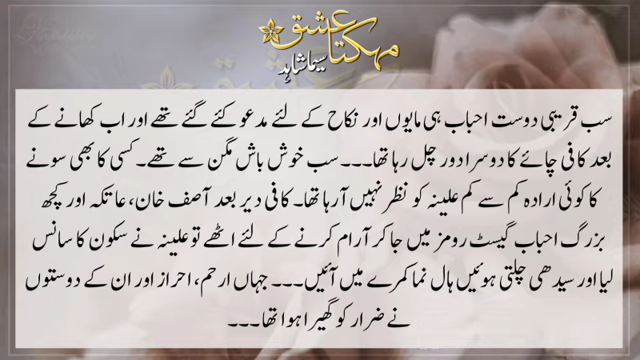 مہکتا عشق
سیما شاہد
سب قریبی دوست احباب ہی مایوں اور نکاح کے لئے مدعو کئے گئے تھے اور اب کھانے کے
بعد کافی چائے کا دوسرا دور چل رہا تھا۔۔۔ سب خوش باش مگن سے تھے۔ کسی کا بھی سونے
کا کوئی ارادہ کم سے کم علینہ کو نظر نہیں آرہا تھا۔ کافی دیر بعد آصف خان، عاتکہ اور کچھ
بزرگ احباب گیسٹ رومز میں جا کر آرام کرنے کے لئے اٹھے تو علینہ نے سکون کا سانس
لیا اور سیدھی چلتی ہوئیں ہال نما کمرے میں آئیں۔۔۔ جہاں ارحم، احراز اور ان کے دوستوں
نے ضرار کو گھیرا ہوا تھا۔۔۔